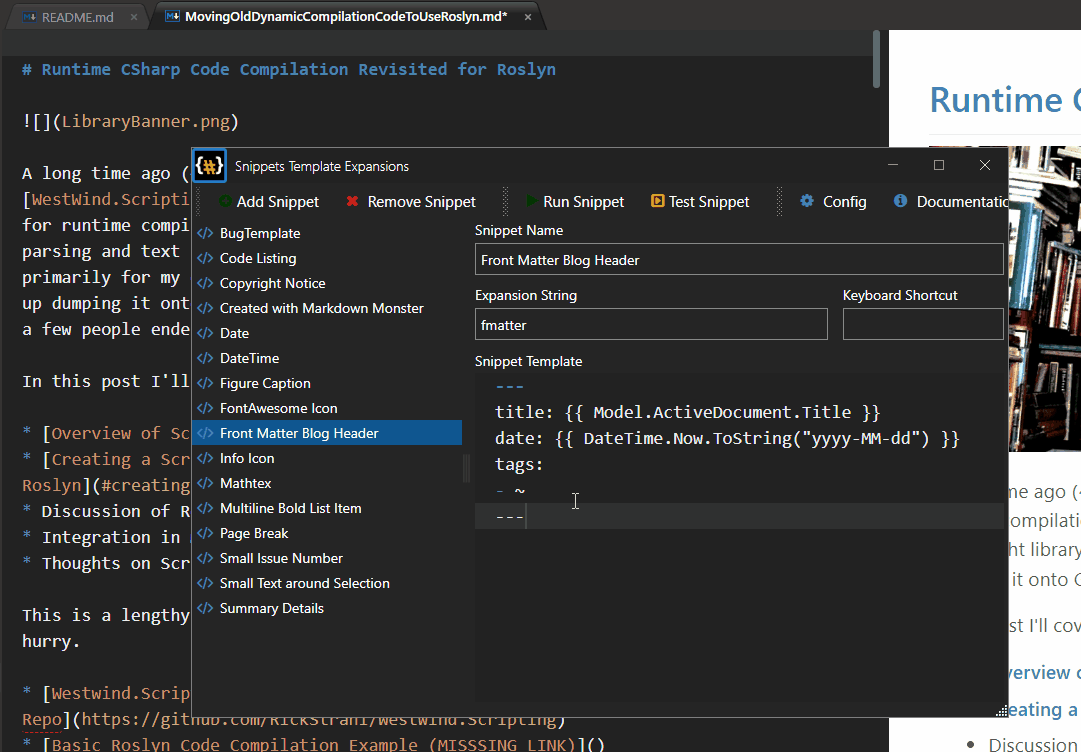 README.md ×
MovingOldDynamicCompilationCodeToUseRoslyn.md* ×
# Runtime CSharp Code Compilation Revisited for Roslyn
![](LibraryBanner.png)
A long time ago (
[WestWind.Scripti
for runtime compi
parsing and text
primarily for my
up dumping it ont
a few people ende
In this post I'll
* [Overview of Sc
* [Creating a Scr
Roslyn](#creating
* Discussion of R
* Integration in
* Thoughts on Scr
This is a lengthy
hurry.
* [Westwind.Scrip
Repo](https://github.com/RickStrahl/Westwind.Scripting)
* [Basic Roslyn Code Compilation Example (MISSSING LINK)]()
{#} Snippets Template Expansions
Add Snippet Remove Snippet Run Snippet Test Snippet Config Documentatio
BugTemplate
Code Listing
Copyright Notice
Created with Markdown Monster
Date
DateTime
Figure Caption
FontAwesome Icon
Front Matter Blog Header
Info Icon
Mathtex
Multiline Bold List Item
Page Break
Small Issue Number
Small Text around Selection
Summary Details
Snippet Name
Front Matter Blog Header
Expansion String
Keyboard Shortcut
fmatter
Snippet Template
---
title: {{ Model.ActiveDocument.Title }}
date: {{ DateTime.Now.ToString("yyyy-MM-dd") }}
tags:
- ~
---
Runtime C
me ago (
ompilati
ht library
it onto G
st I'll cov
verview o
eating a
Discussion